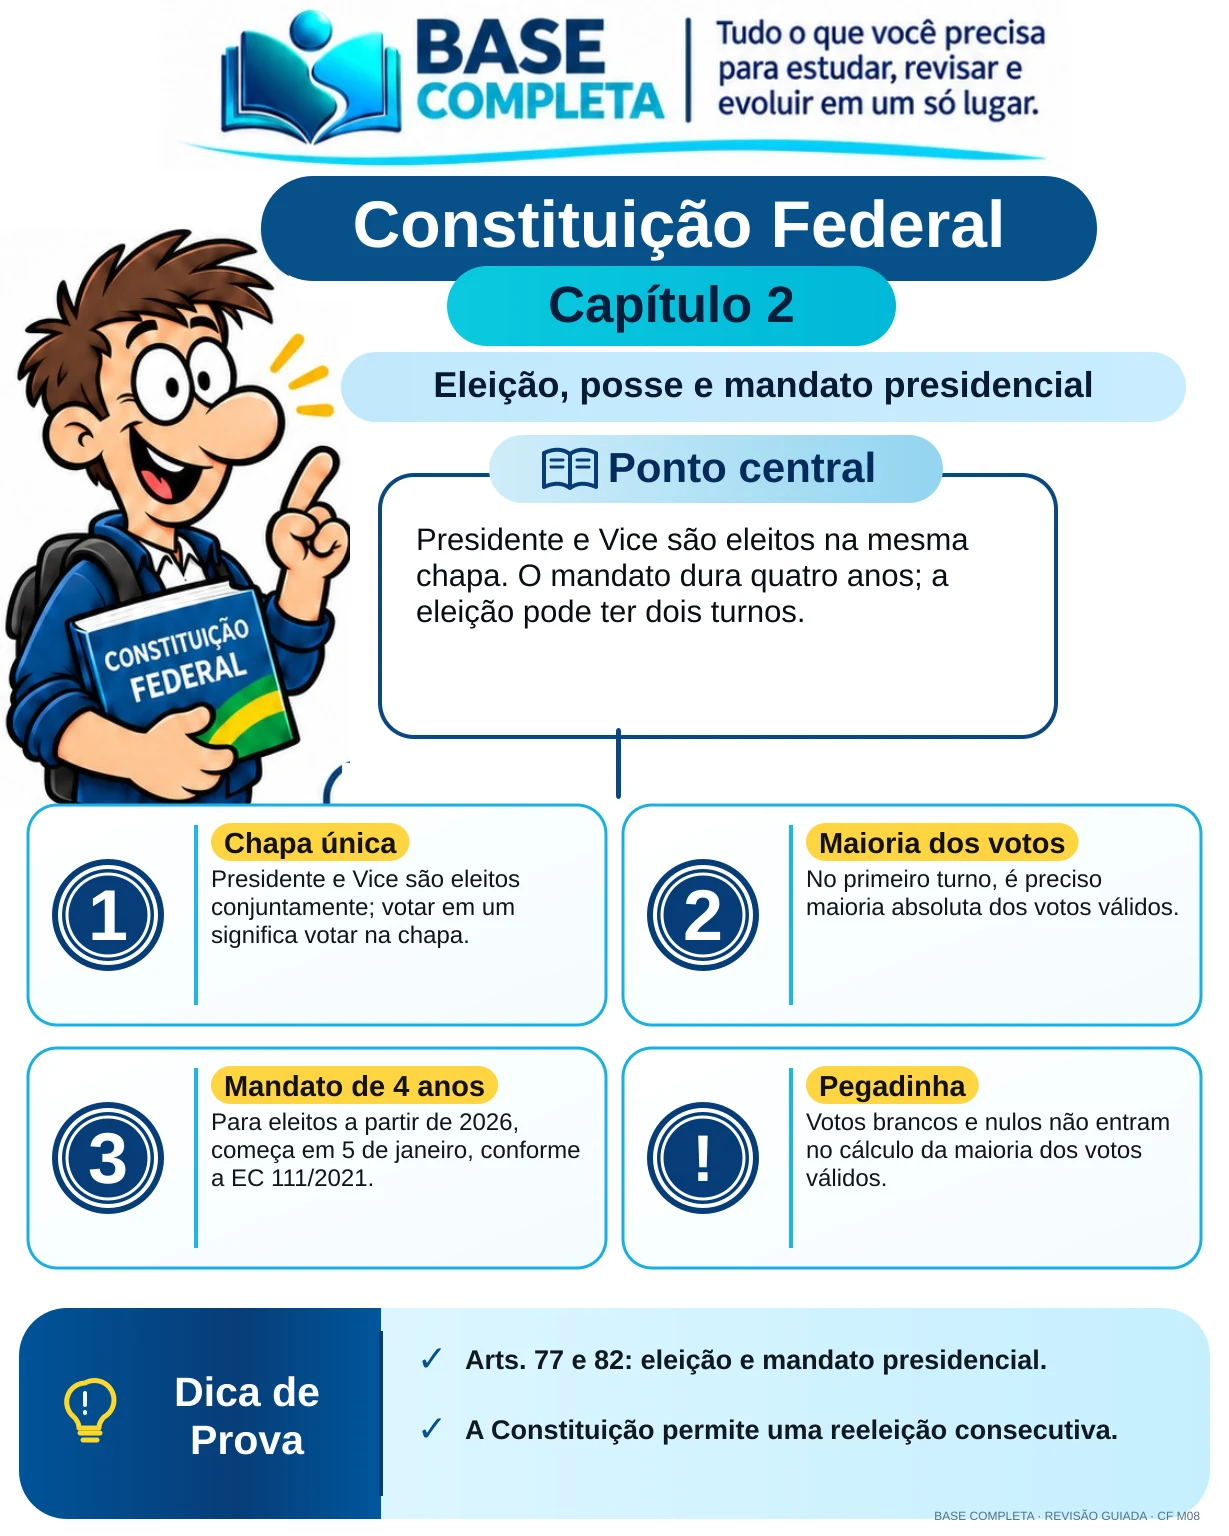 BASE
COMPLETA
Tudo o que você precisa
para estudar, revisar e
evoluir em um só lugar.
Constituição Federal
Capítulo 2
Eleição, posse e mandato presidencial
Ponto central
Presidente e Vice são eleitos na mesma
chapa. O mandato dura quatro anos; a
eleição pode ter dois turnos.
CONSTITUIÇÃO
FEDERAL
1
Chapa única
Presidente e Vice são eleitos
conjuntamente; votar em um
significa votar na chapa.
2
Maioria dos votos
No primeiro turno, é preciso
maioria absoluta dos votos válidos.
3
Mandato de 4 anos
Para eleitos a partir de 2026,
começa em 5 de janeiro, conforme
a EC 111/2021.
!
Pegadinha
Votos brancos e nulos não entram
no cálculo da maioria dos votos
válidos.
Dica de
Prova
✓ Arts. 77 e 82: eleição e mandato presidencial.
✓ A Constituição permite uma reeleição consecutiva.
BASE COMPLETA · REVISÃO GUIADA · CF M08